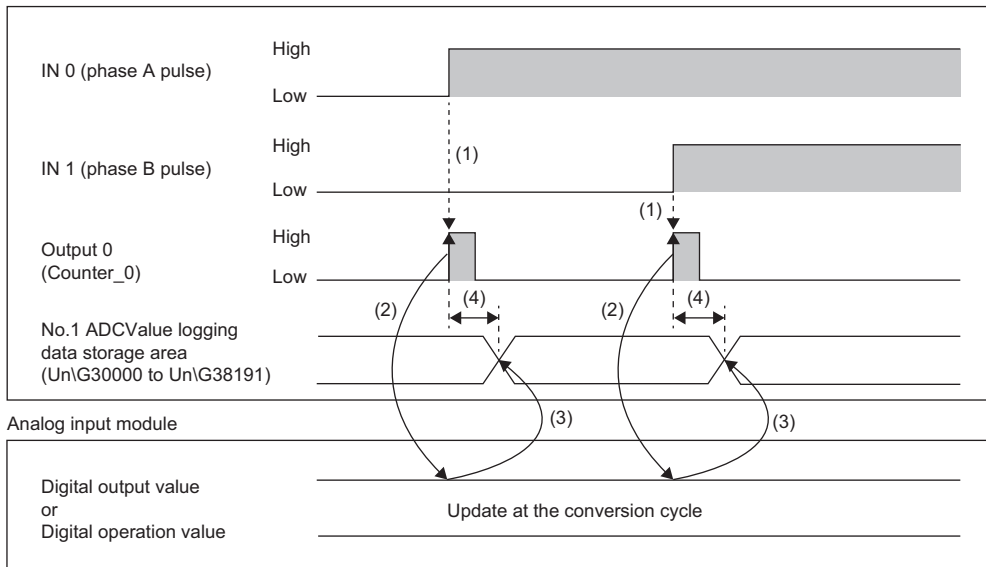 High
IN 0 (phase A pulse)
Low
(1)
High
IN 1 (phase B pulse)
Low
(1)
High
Output 0
(Counter_0)
Low
(2)
(4)
(2)
(4)
No.1 ADCValue logging
data storage area
(Un\G30000 to Un\G38191)
(3)
(3)
Analog input module
Digital output value
or
Digital operation value
Update at the conversion cycle